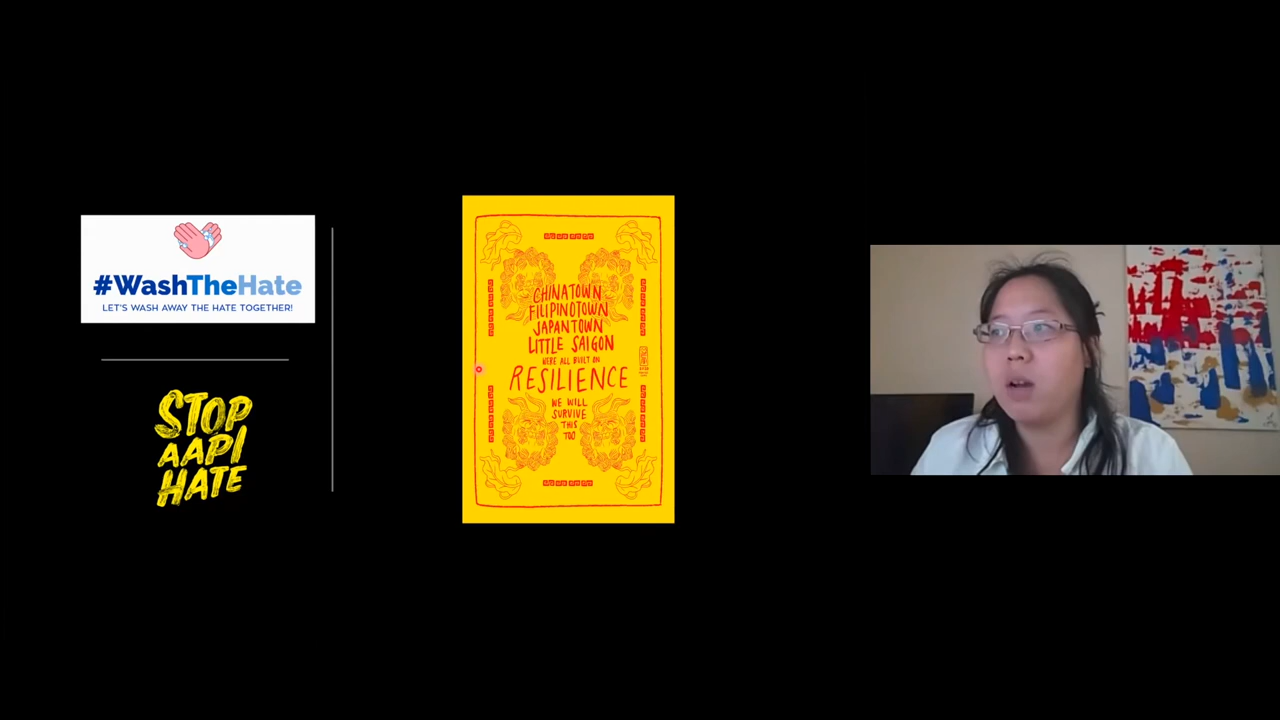 #WashTheHate
LET'S WASH AWAY THE HATE TOGETHER!
STOP
AAPI
HATE
CHINATOWN
FILIPINOTOWN
JAPANTOWN
LITTLE SAIGON
WERE ALL BUILT ON
RESILIENCE
WE WILL
SURVIVE
THIS
TOO